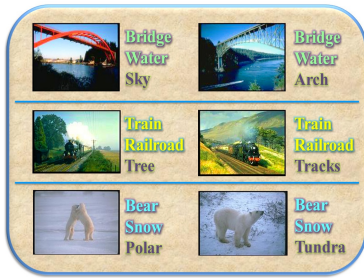 Bridge
Water
Sky
Bridge
Water
Arch
Train
Railroad
Tree
Train
Railroad
Tracks
Bear
Snow
Polar
Bear
Snow
Tundra